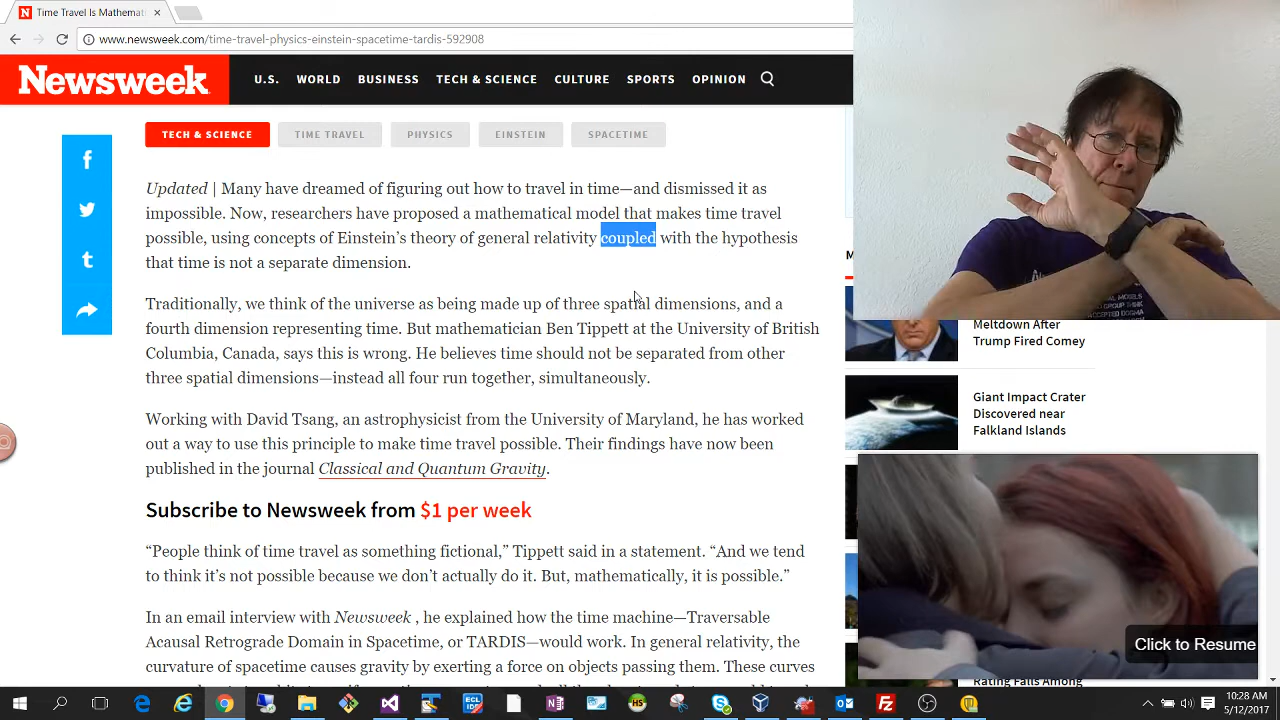 Time Travel Is Mathemati
www.newsweek.com/time-travel-physics-einstein-spacetime-tardis-592908
Newsweek
U.S. WORLD BUSINESS TECH & SCIENCE CULTURE SPORTS OPINION
TECH & SCIENCE TIME TRAVEL PHYSICS EINSTEIN SPACETIME
Updated | Many have dreamed of figuring out how to travel in time—and dismissed it as
impossible. Now, researchers have proposed a mathematical model that makes time travel
possible, using concepts of Einstein's theory of general relativity coupled with the hypothesis
that time is not a separate dimension.
Traditionally, we think of the universe as being made up of three spatial dimensions, and a
fourth dimension representing time. But mathematician Ben Tippett at the University of British
Columbia, Canada, says this is wrong. He believes time should not be separated from other
three spatial dimensions—instead all four run together, simultaneously.
Working with David Tsang, an astrophysicist from the University of Maryland, he has worked
out a way to use this principle to make time travel possible. Their findings have now been
published in the journal Classical and Quantum Gravity.
Subscribe to Newsweek from $1 per week
“People think of time travel as something fictional,” Tippett said in a statement. “And we tend
to think it's not possible because we don't actually do it. But, mathematically, it is possible.”
In an email interview with Newsweek , he explained how the time machine—Traversable
Acausal Retrograde Domain in Spacetime, or TARDIS—would work. In general relativity, the
curvature of spacetime causes gravity by exerting a force on objects passing them. These curves
MODELS
GROUP THINK
ACCEPTED DOGMA
Meltdown After
Trump Fired Comey
Giant Impact Crater
Discovered near
Falkland Islands
Click to Resume
Rating Falls Among
10:28 AM
5/12/2017